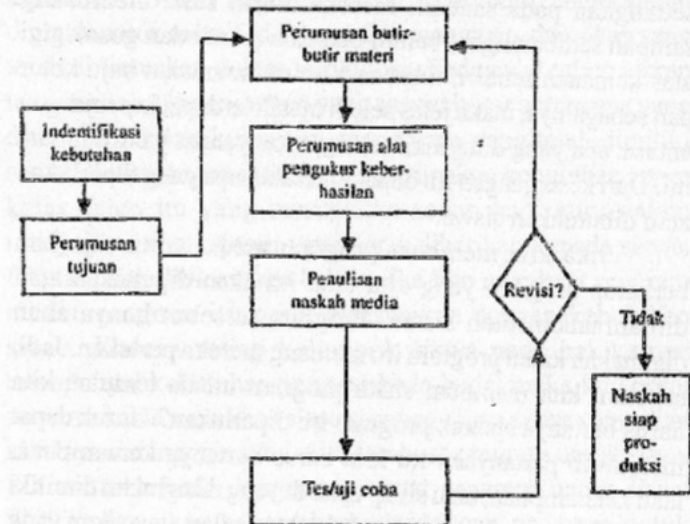 Perumusan butir-
butir materi
Indentifikasi
kebutuhan
Perumusan alat
pengukur keber-
hasilan
Perumusan
tujuan
Penulisan
naskah media
Revisi?
Tidak
Naskah
siap
pro-
duksi
Tes/uji coba